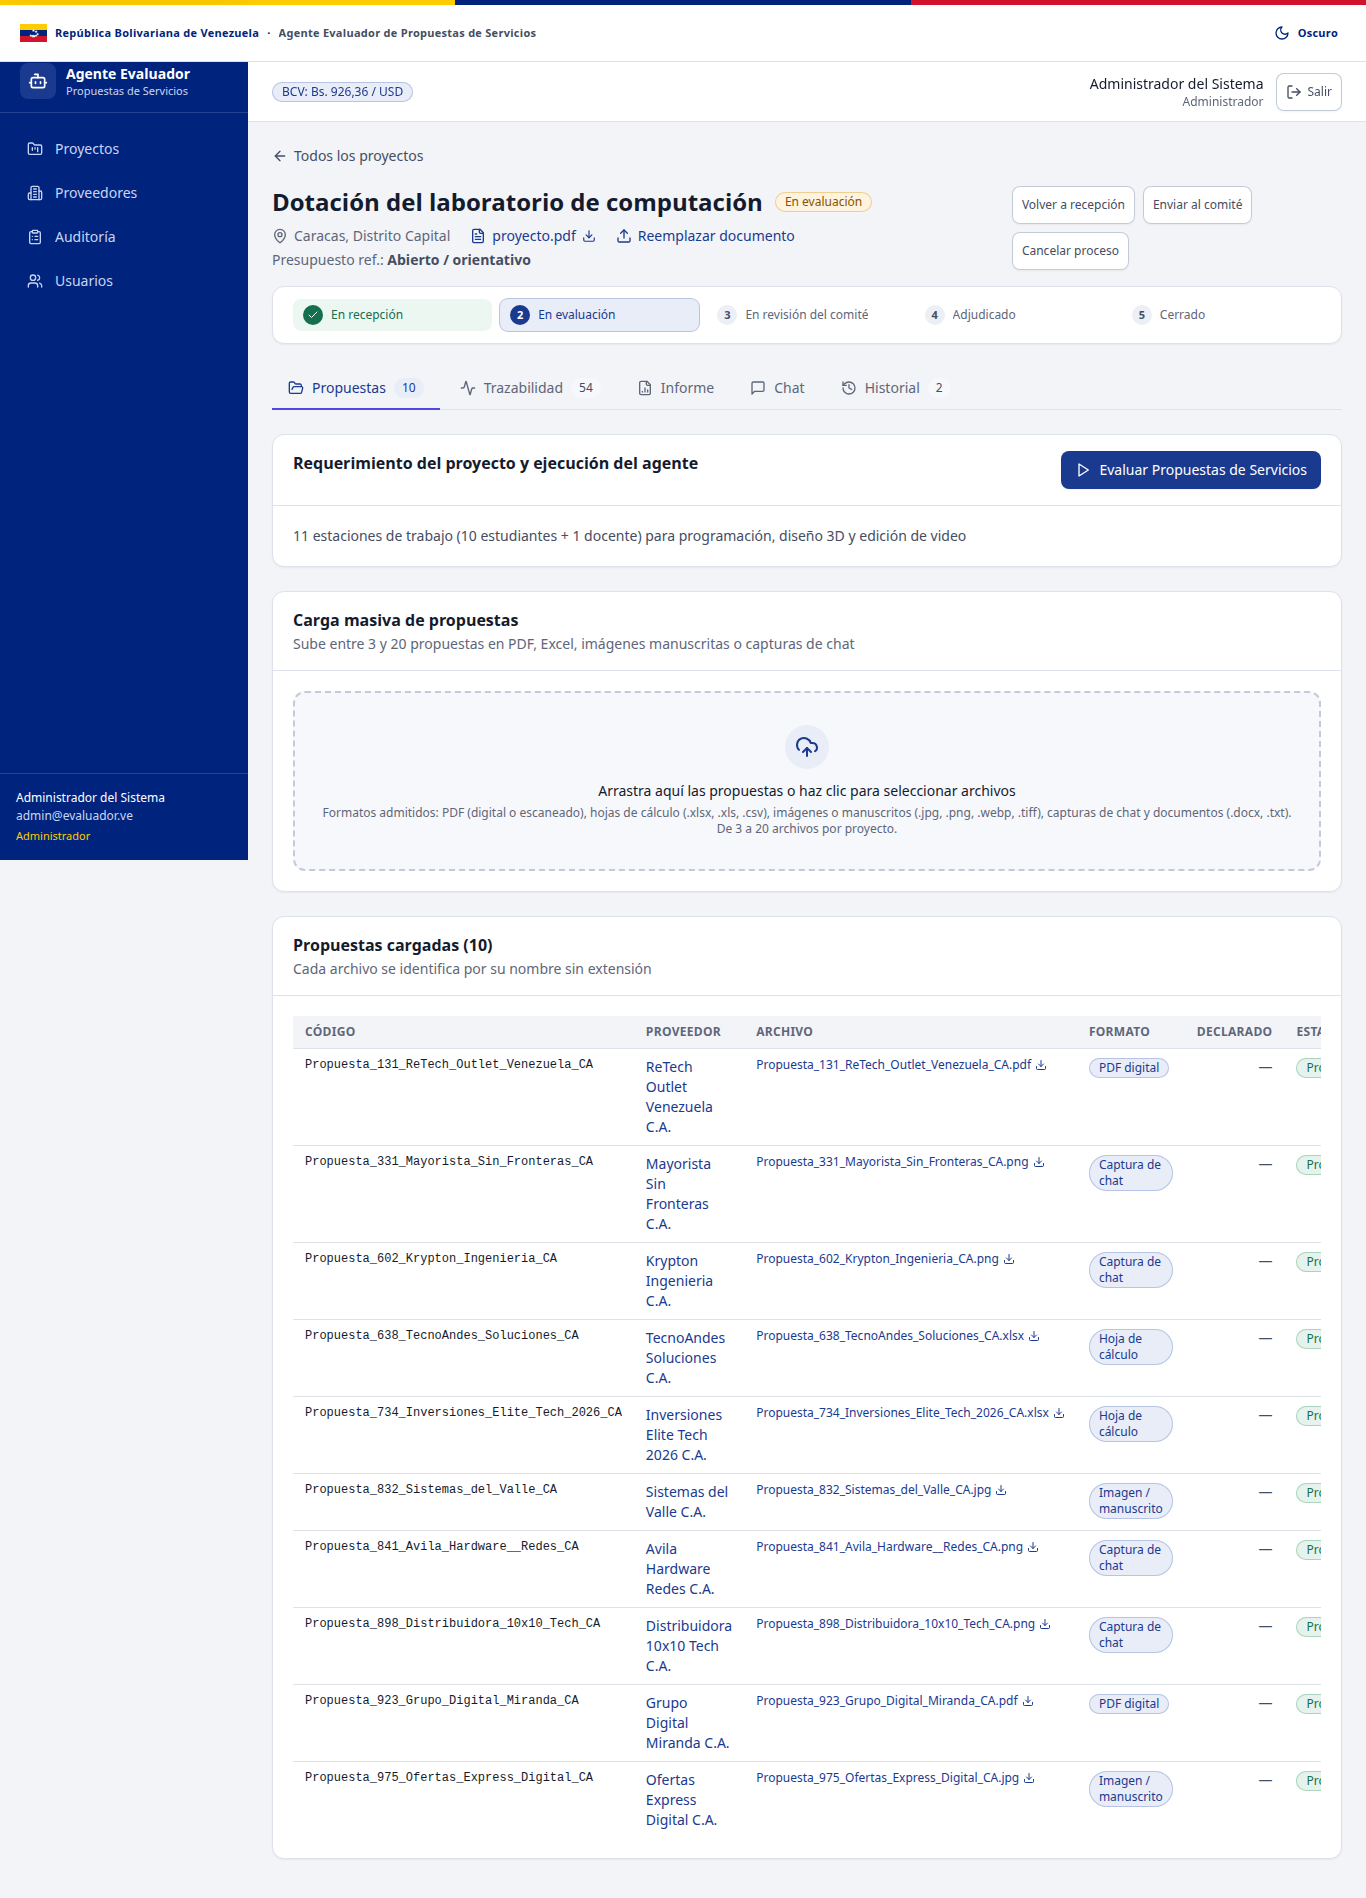 República Bolivariana de Venezuela · Agente Evaluador de Propuestas de Servicios
Oscuro
Agente Evaluador
Propuestas de Servicios
BCV: Bs. 926,36 / USD
Administrador del Sistema
Administrador
Salir
Proyectos
Proveedores
Auditoría
Usuarios
Administrador del Sistema
admin@evaluador.ve
Administrador
Todos los proyectos
Dotación del laboratorio de computación
En evaluación
Volver a recepción
Enviar al comité
Cancelar proceso
Caracas, Distrito Capital
proyecto.pdf
Reemplazar documento
Presupuesto ref.: Abierto / orientativo
En recepción
2 En evaluación
3 En revisión del comité
4 Adjudicado
5 Cerrado
Propuestas 10
Trazabilidad 54
Informe
Chat
Historial 2
Requerimiento del proyecto y ejecución del agente
Evaluar Propuestas de Servicios
11 estaciones de trabajo (10 estudiantes + 1 docente) para programación, diseño 3D y edición de video
Carga masiva de propuestas
Sube entre 3 y 20 propuestas en PDF, Excel, imágenes manuscritas o capturas de chat
Arrastra aquí las propuestas o haz clic para seleccionar archivos
Formatos admitidos: PDF (digital o escaneado), hojas de cálculo (.xlsx, .xls, .csv), imágenes o manuscritos (.jpg, .png, .webp, .tiff), capturas de chat y documentos (.docx, .txt).
De 3 a 20 archivos por proyecto.
Propuestas cargadas (10)
Cada archivo se identifica por su nombre sin extensión
CÓDIGO PROVEEDOR ARCHIVO FORMATO DECLARADO ESTA
Propuesta_131_ReTech_Outlet_Venezuela_CA
ReTech
Outlet
Venezuela
C.A.
Propuesta_131_ReTech_Outlet_Venezuela_CA.pdf
PDF digital
—
Pro
Propuesta_331_Mayorista_Sin_Fronteras_CA
Mayorista
Sin
Fronteras
C.A.
Propuesta_331_Mayorista_Sin_Fronteras_CA.png
Captura de
chat
—
Pro
Propuesta_602_Krypton_Ingenieria_CA
Krypton
Ingenieria
C.A.
Propuesta_602_Krypton_Ingenieria_CA.png
Captura de
chat
—
Pro
Propuesta_638_TecnoAndes_Soluciones_CA
TecnoAndes
Soluciones
C.A.
Propuesta_638_TecnoAndes_Soluciones_CA.xlsx
Hoja de
cálculo
—
Pro
Propuesta_734_Inversiones_Elite_Tech_2026_CA
Inversiones
Elite Tech
2026 C.A.
Propuesta_734_Inversiones_Elite_Tech_2026_CA.xlsx
Hoja de
cálculo
—
Pro
Propuesta_832_Sistemas_del_Valle_CA
Sistemas del
Valle C.A.
Propuesta_832_Sistemas_del_Valle_CA.jpg
Imagen /
manuscrito
—
Pro
Propuesta_841_Avila_Hardware__Redes_CA
Avila
Hardware
Redes C.A.
Propuesta_841_Avila_Hardware__Redes_CA.png
Captura de
chat
—
Pro
Propuesta_898_Distribuidora_10x10_Tech_CA
Distribuidora
10x10 Tech
C.A.
Propuesta_898_Distribuidora_10x10_Tech_CA.png
Captura de
chat
—
Pro
Propuesta_923_Grupo_Digital_Miranda_CA
Grupo
Digital
Miranda C.A.
Propuesta_923_Grupo_Digital_Miranda_CA.pdf
PDF digital
—
Pro
Propuesta_975_Ofertas_Express_Digital_CA
Ofertas
Express
Digital C.A.
Propuesta_975_Ofertas_Express_Digital_CA.jpg
Imagen /
manuscrito
—
Pro